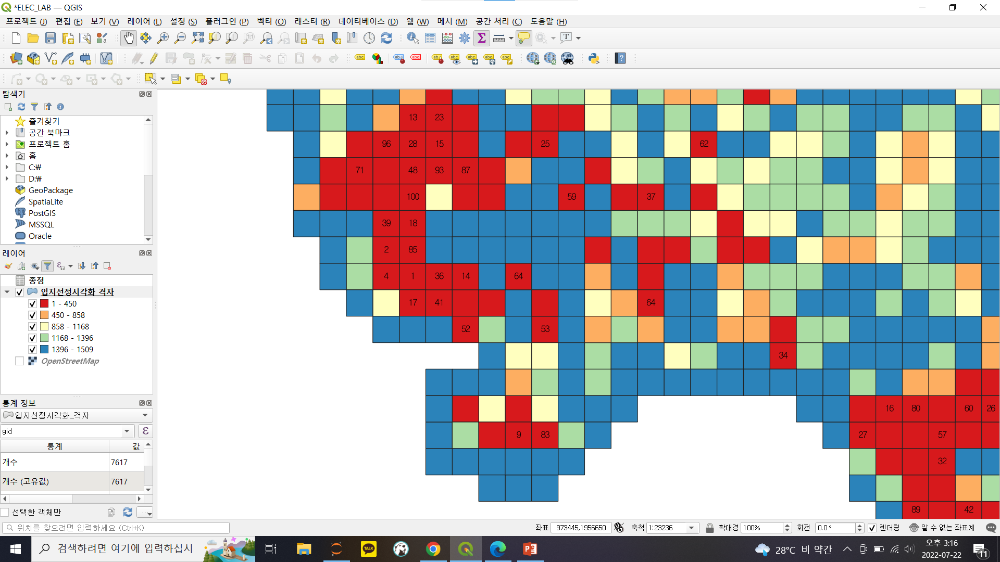 *ELEC_LAB — QGIS
프로젝트 (J) 편집 (E) 보기 (V) 레이어 (L) 설정 (S) 플러그인 (P) 벡터 (O) 래스터 (R) 데이터베이스 (D) 웹 (W) 메시 (M) 공간 처리 (C) 도움말 (H)
탐색기
즐겨찾기
공간 북마크
프로젝트 홈
홈
C:₩
D:₩
GeoPackage
SpatiaLite
PostGIS
MSSQL
Oracle
레이어
총점
입지선정시각화 격자
1 - 450
450 - 858
858 - 1168
1168 - 1396
1396 - 1509
OpenStreetMap
통계 정보
입지선정시각화_격자
gid
통계 값
개수 7617
개수 (고유값) 7617
선택한 객체만
13 23
96 28 15 25 62
71 48 93 87
100 59 37
39 18
2 85
4 1 36 14 64
17 41 64
52 53
34
16 80 60 26
9 83 27 57
32
89 42
위치를 찾으려면 입력하세요 (Ctrl+K)
좌표 973445,1956650 축척 1:23236 확대경 100% 회전 0.0 ° 렌더링 알 수 없는 좌표계
검색하려면 여기에 입력하십시
TALK
28°C 비 약간
오후 3:16
2022-07-22
11